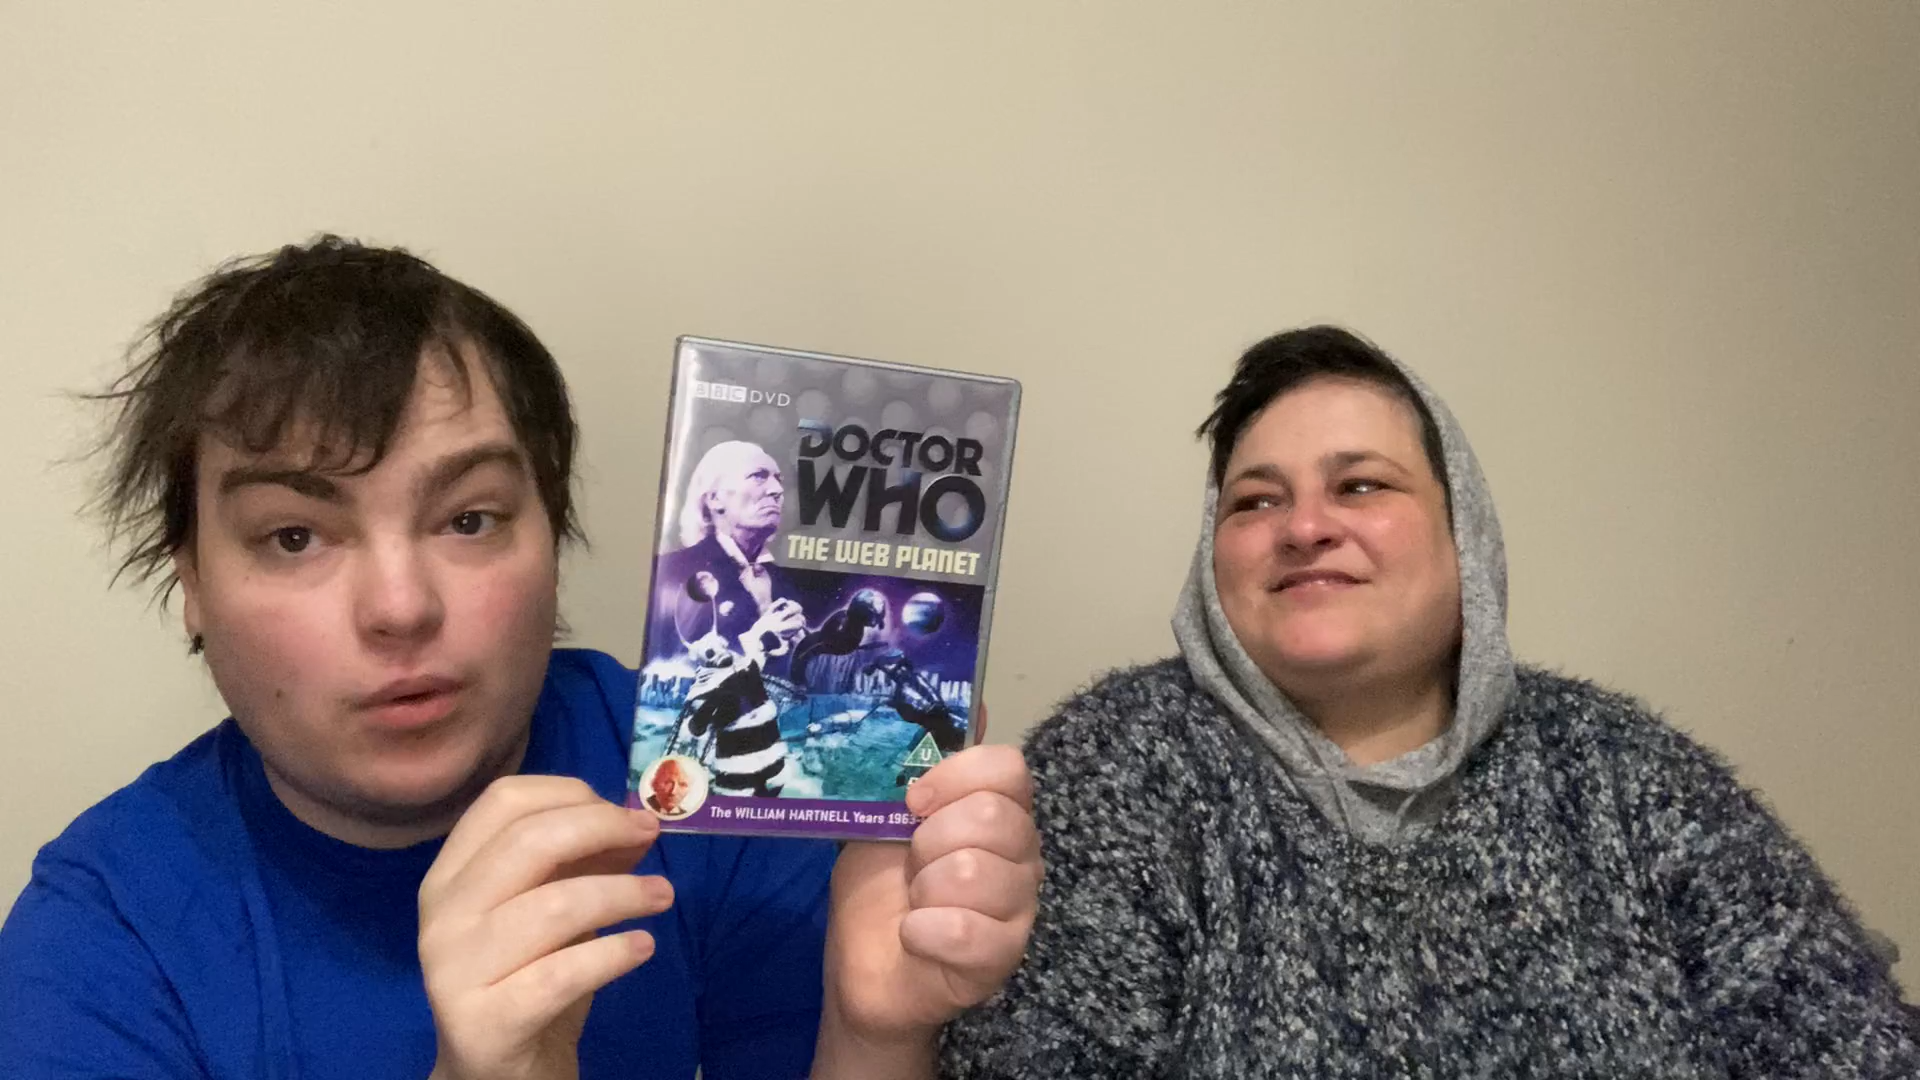 BBC DVD
DOCTOR
WHO
THE WEB PLANET
U
The WILLIAM HARTNELL Years 1963